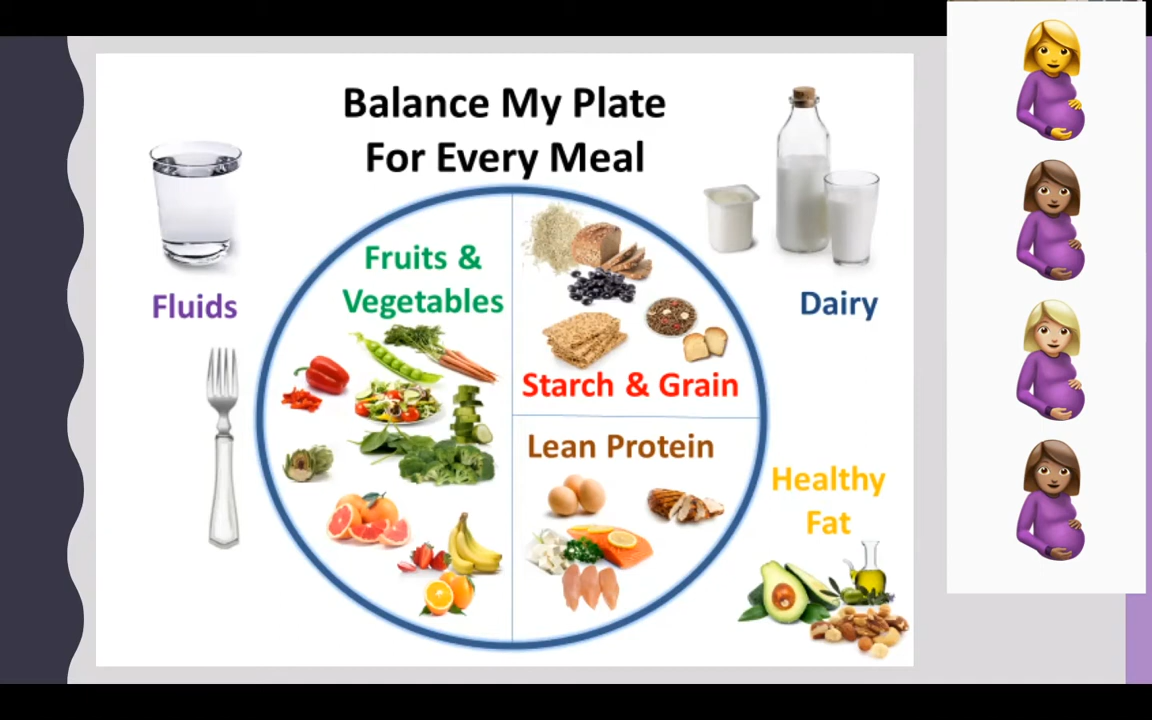 Balance My Plate
For Every Meal
Fluids
Fruits &
Vegetables
Starch & Grain
Lean Protein
Dairy
Healthy
Fat